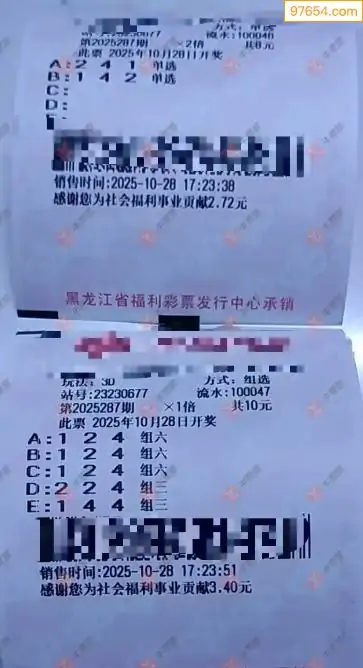 97654.com
方式:单选
流水:100046
第2025287期 ×2倍 共8元
此票 2025年10月28日开奖
A:2 4 1 单选
B:1 4 2 单选
C:
D:
E:
销售时间:2025-10-28 17:23:38
感谢您为社会福利事业贡献2.72元
黑龙江省福利彩票发行中心承销
玩法:3D 方式:组选
站号:23230677 流水:100047
第2025287期 ×1倍 共10元
此票 2025年10月28日开奖
A:1 2 4 组六
B:1 2 4 组六
C:1 2 4 组六
D:2 2 4 组三
E:1 4 4 组三
销售时间:2025-10-28 17:23:51
感谢您为社会福利事业贡献3.40元